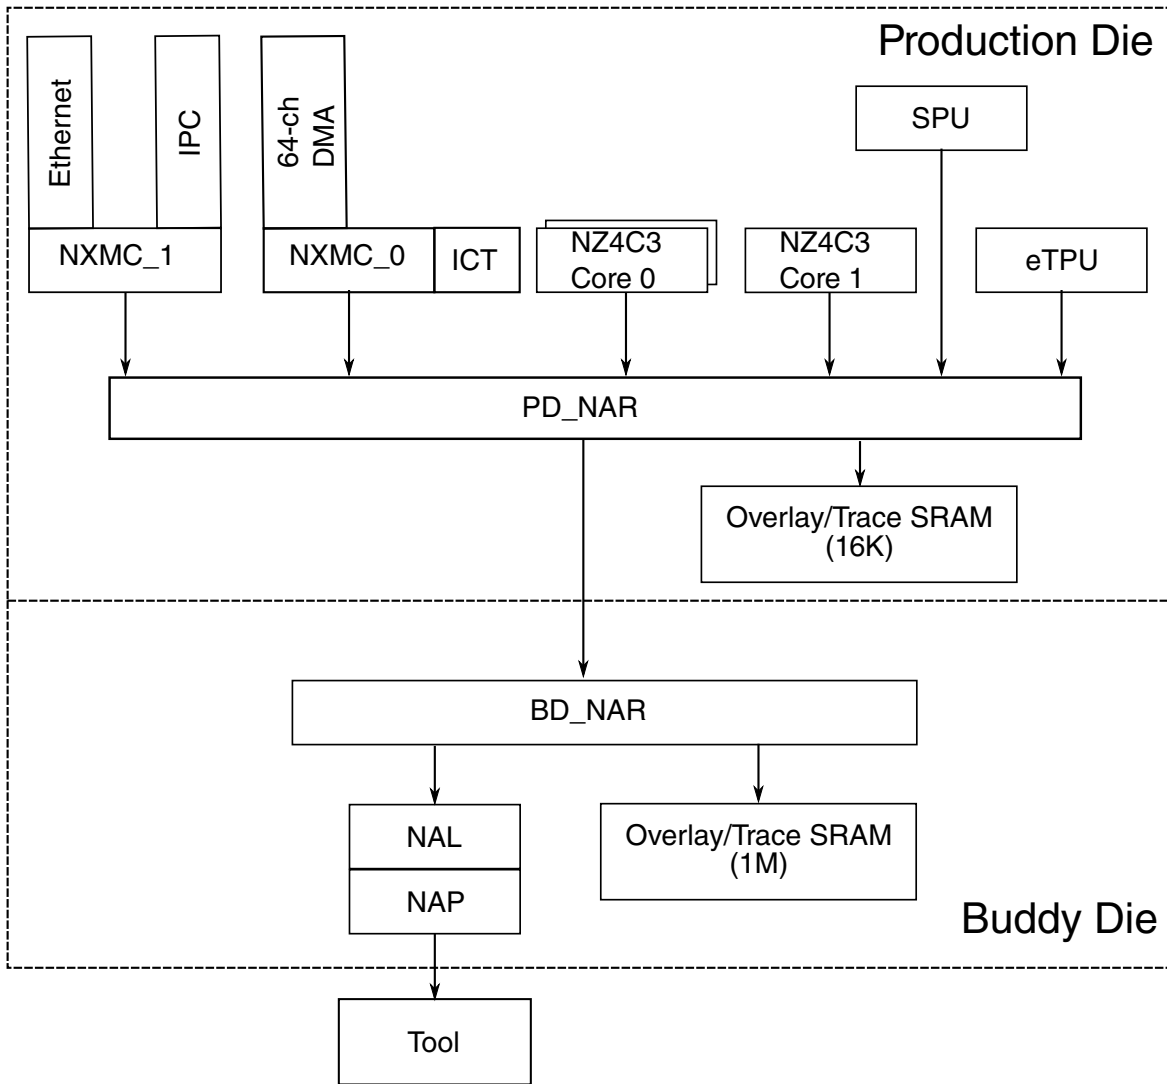 Production Die
Ethernet
IPC
64-ch
DMA
SPU
NXMC_1
NXMC_0
ICT
NZ4C3
Core 0
NZ4C3
Core 1
eTPU
PD_NAR
Overlay/Trace SRAM
(16K)
BD_NAR
NAL
NAP
Overlay/Trace SRAM
(1M)
Buddy Die
Tool